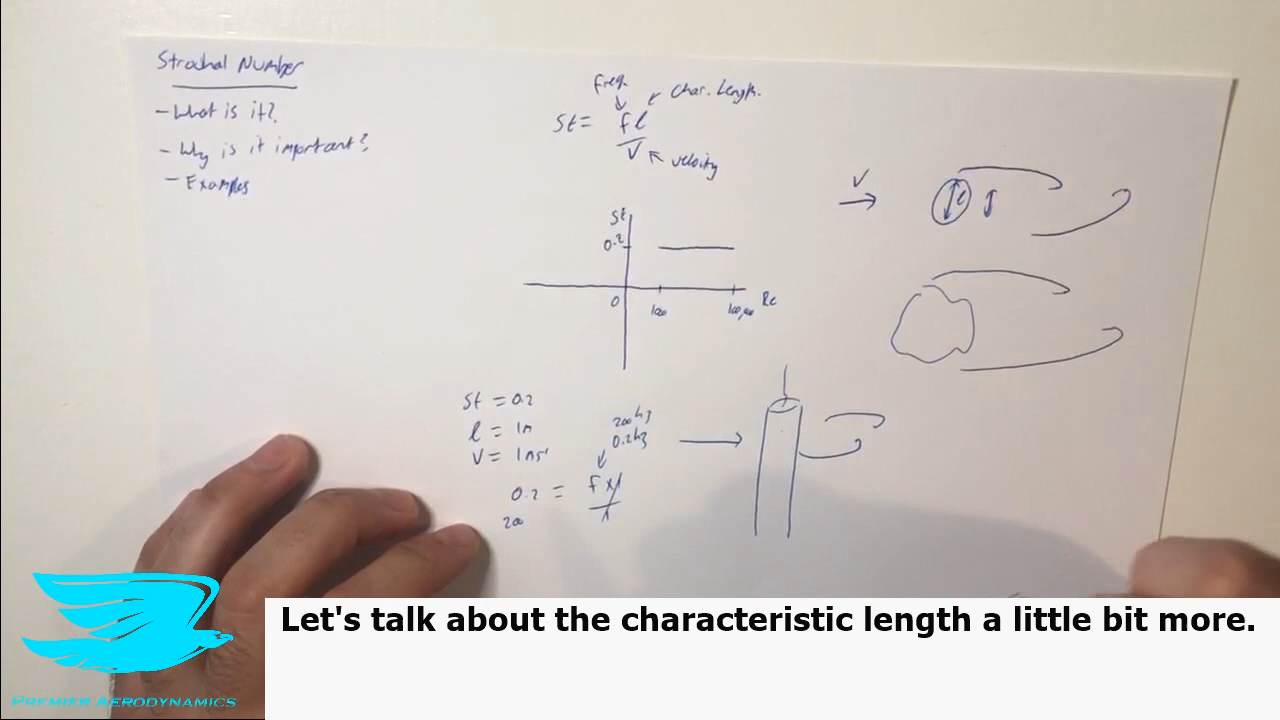 Strouhal Number
- What is it?
- Why is it important?
- Examples
Freq.
Char. Length.
St = fl
V
velocity
V
l
St
0.2
0
100
100,000
Re
St = 0.2
l = 1m
V = 1ms⁻¹
200hz
0.2hz
0.2 = f x 1
1
200
Let's talk about the characteristic length a little bit more.
PREMIER AERODYNAMICS